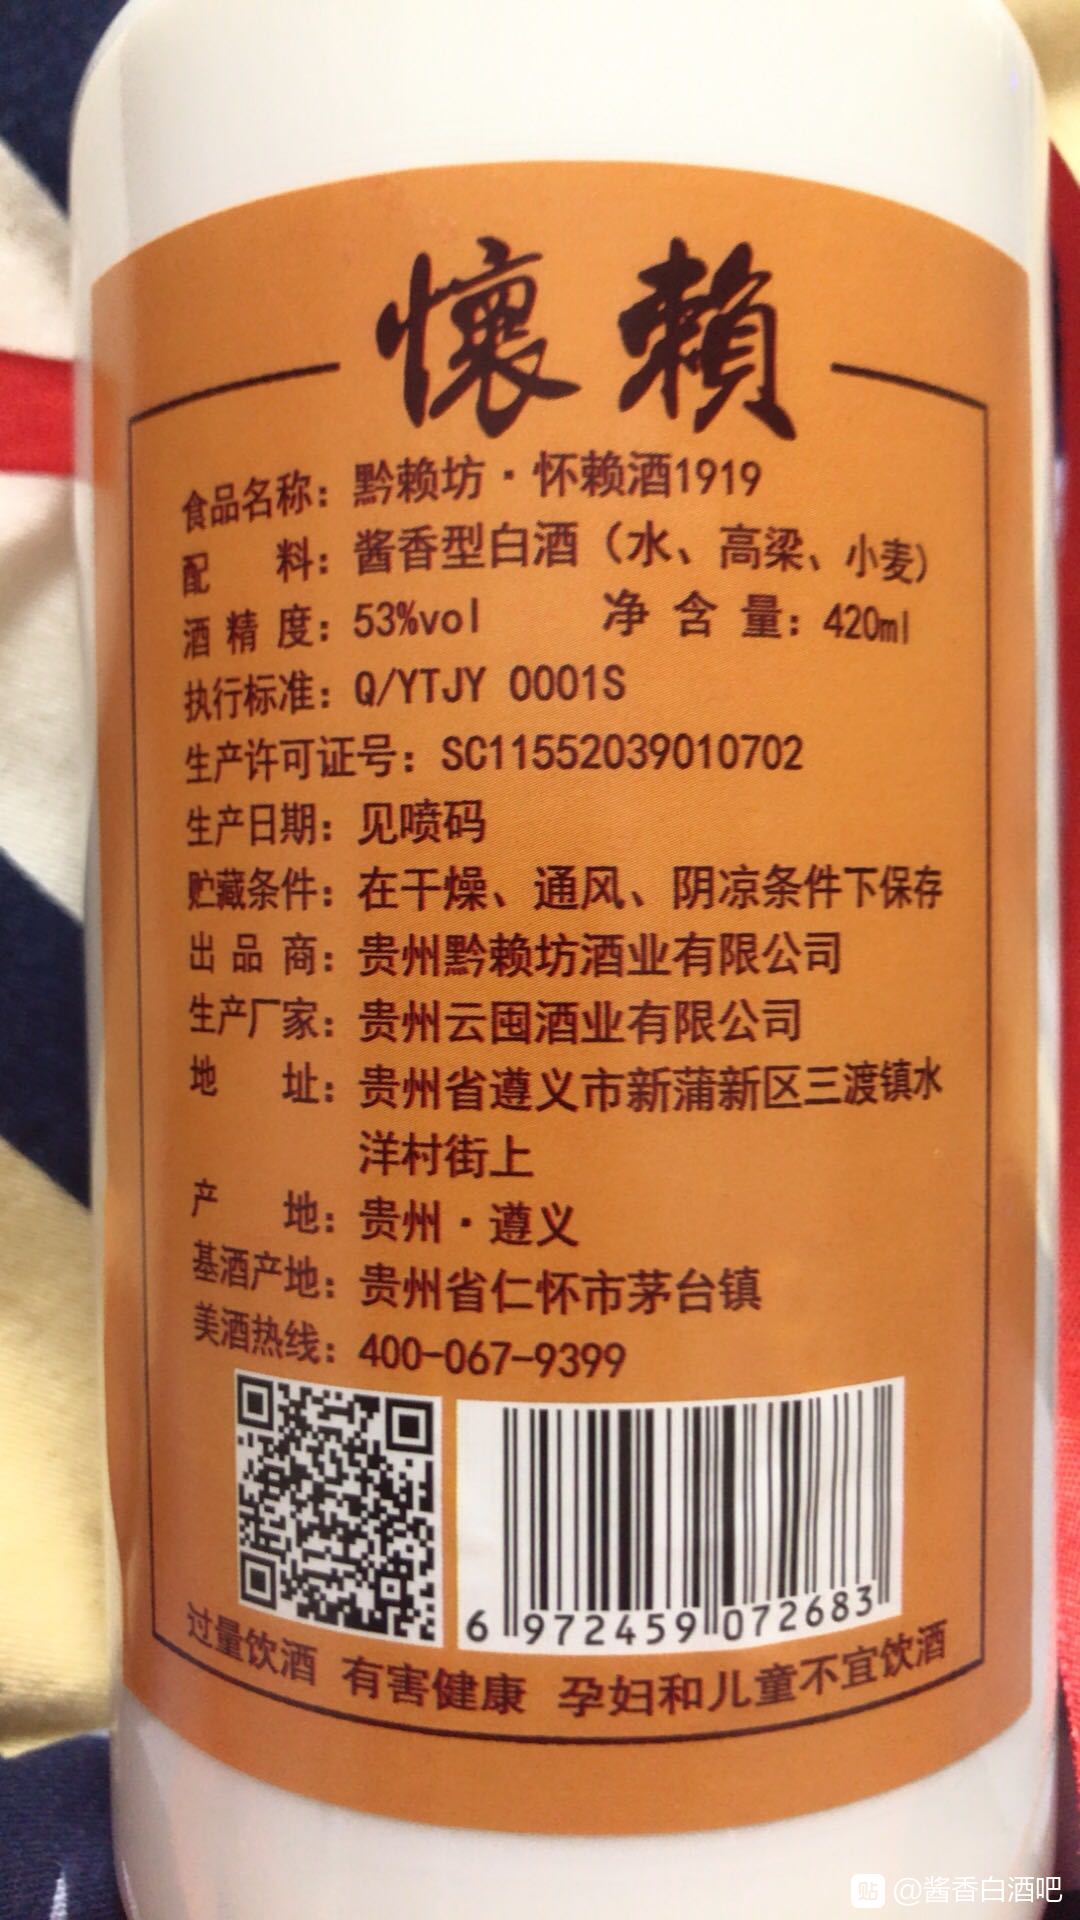 懷賴
食品名称：黔赖坊·怀赖酒1919
配料：酱香型白酒（水、高粱、小麦）
酒精度：53%vol 净含量：420ml
执行标准：Q/YTJY 0001S
生产许可证号：SC11552039010702
生产日期：见喷码
贮藏条件：在干燥、通风、阴凉条件下保存
出品商：贵州黔赖坊酒业有限公司
生产厂家：贵州云囤酒业有限公司
地址：贵州省遵义市新蒲新区三渡镇水
洋村街上
产地：贵州·遵义
基酒产地：贵州省仁怀市茅台镇
美酒热线：400-067-9399
6 972459 072683
过量饮酒 有害健康 孕妇和儿童不宜饮酒
贴 @酱香白酒吧